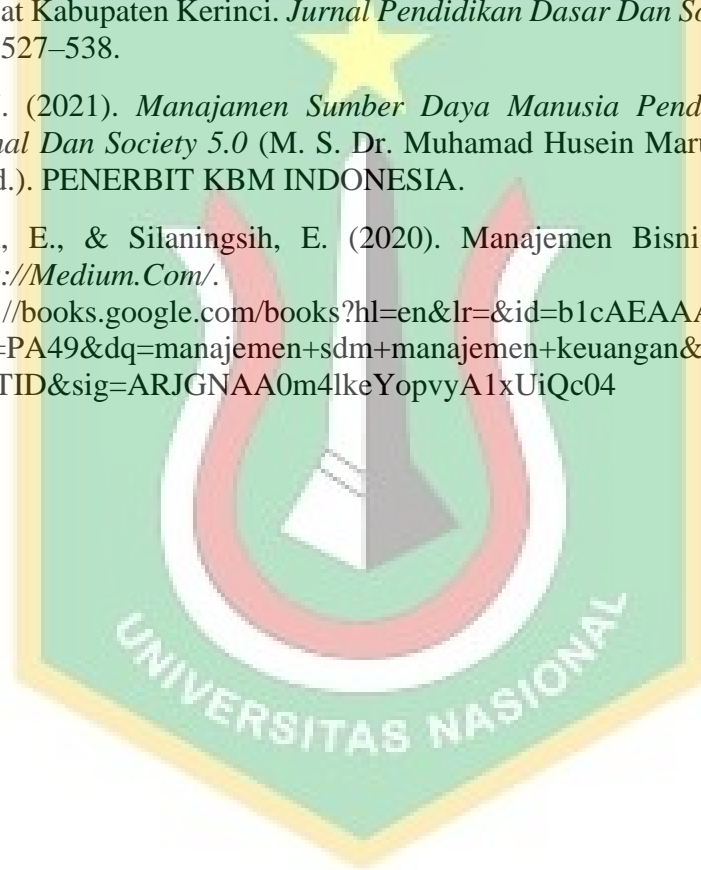 at Kabupaten Kerinci. Jurnal Pendidikan Dasar Dan So
527–538.
. (2021). Manajamen Sumber Daya Manusia Pend
al Dan Society 5.0 (M. S. Dr. Muhamad Husein Maru
d.). PENERBIT KBM INDONESIA.
., E., & Silaningsih, E. (2020). Manajemen Bisni
://Medium.Com/.
://books.google.com/books?hl=en&lr=&id=b1cAEAAA
=PA49&dq=manajemen+sdm+manajemen+keuangan&
TID&sig=ARJGNAA0m4lkeYopvyA1xUiQc04
UNIVERSITAS NASIONAL